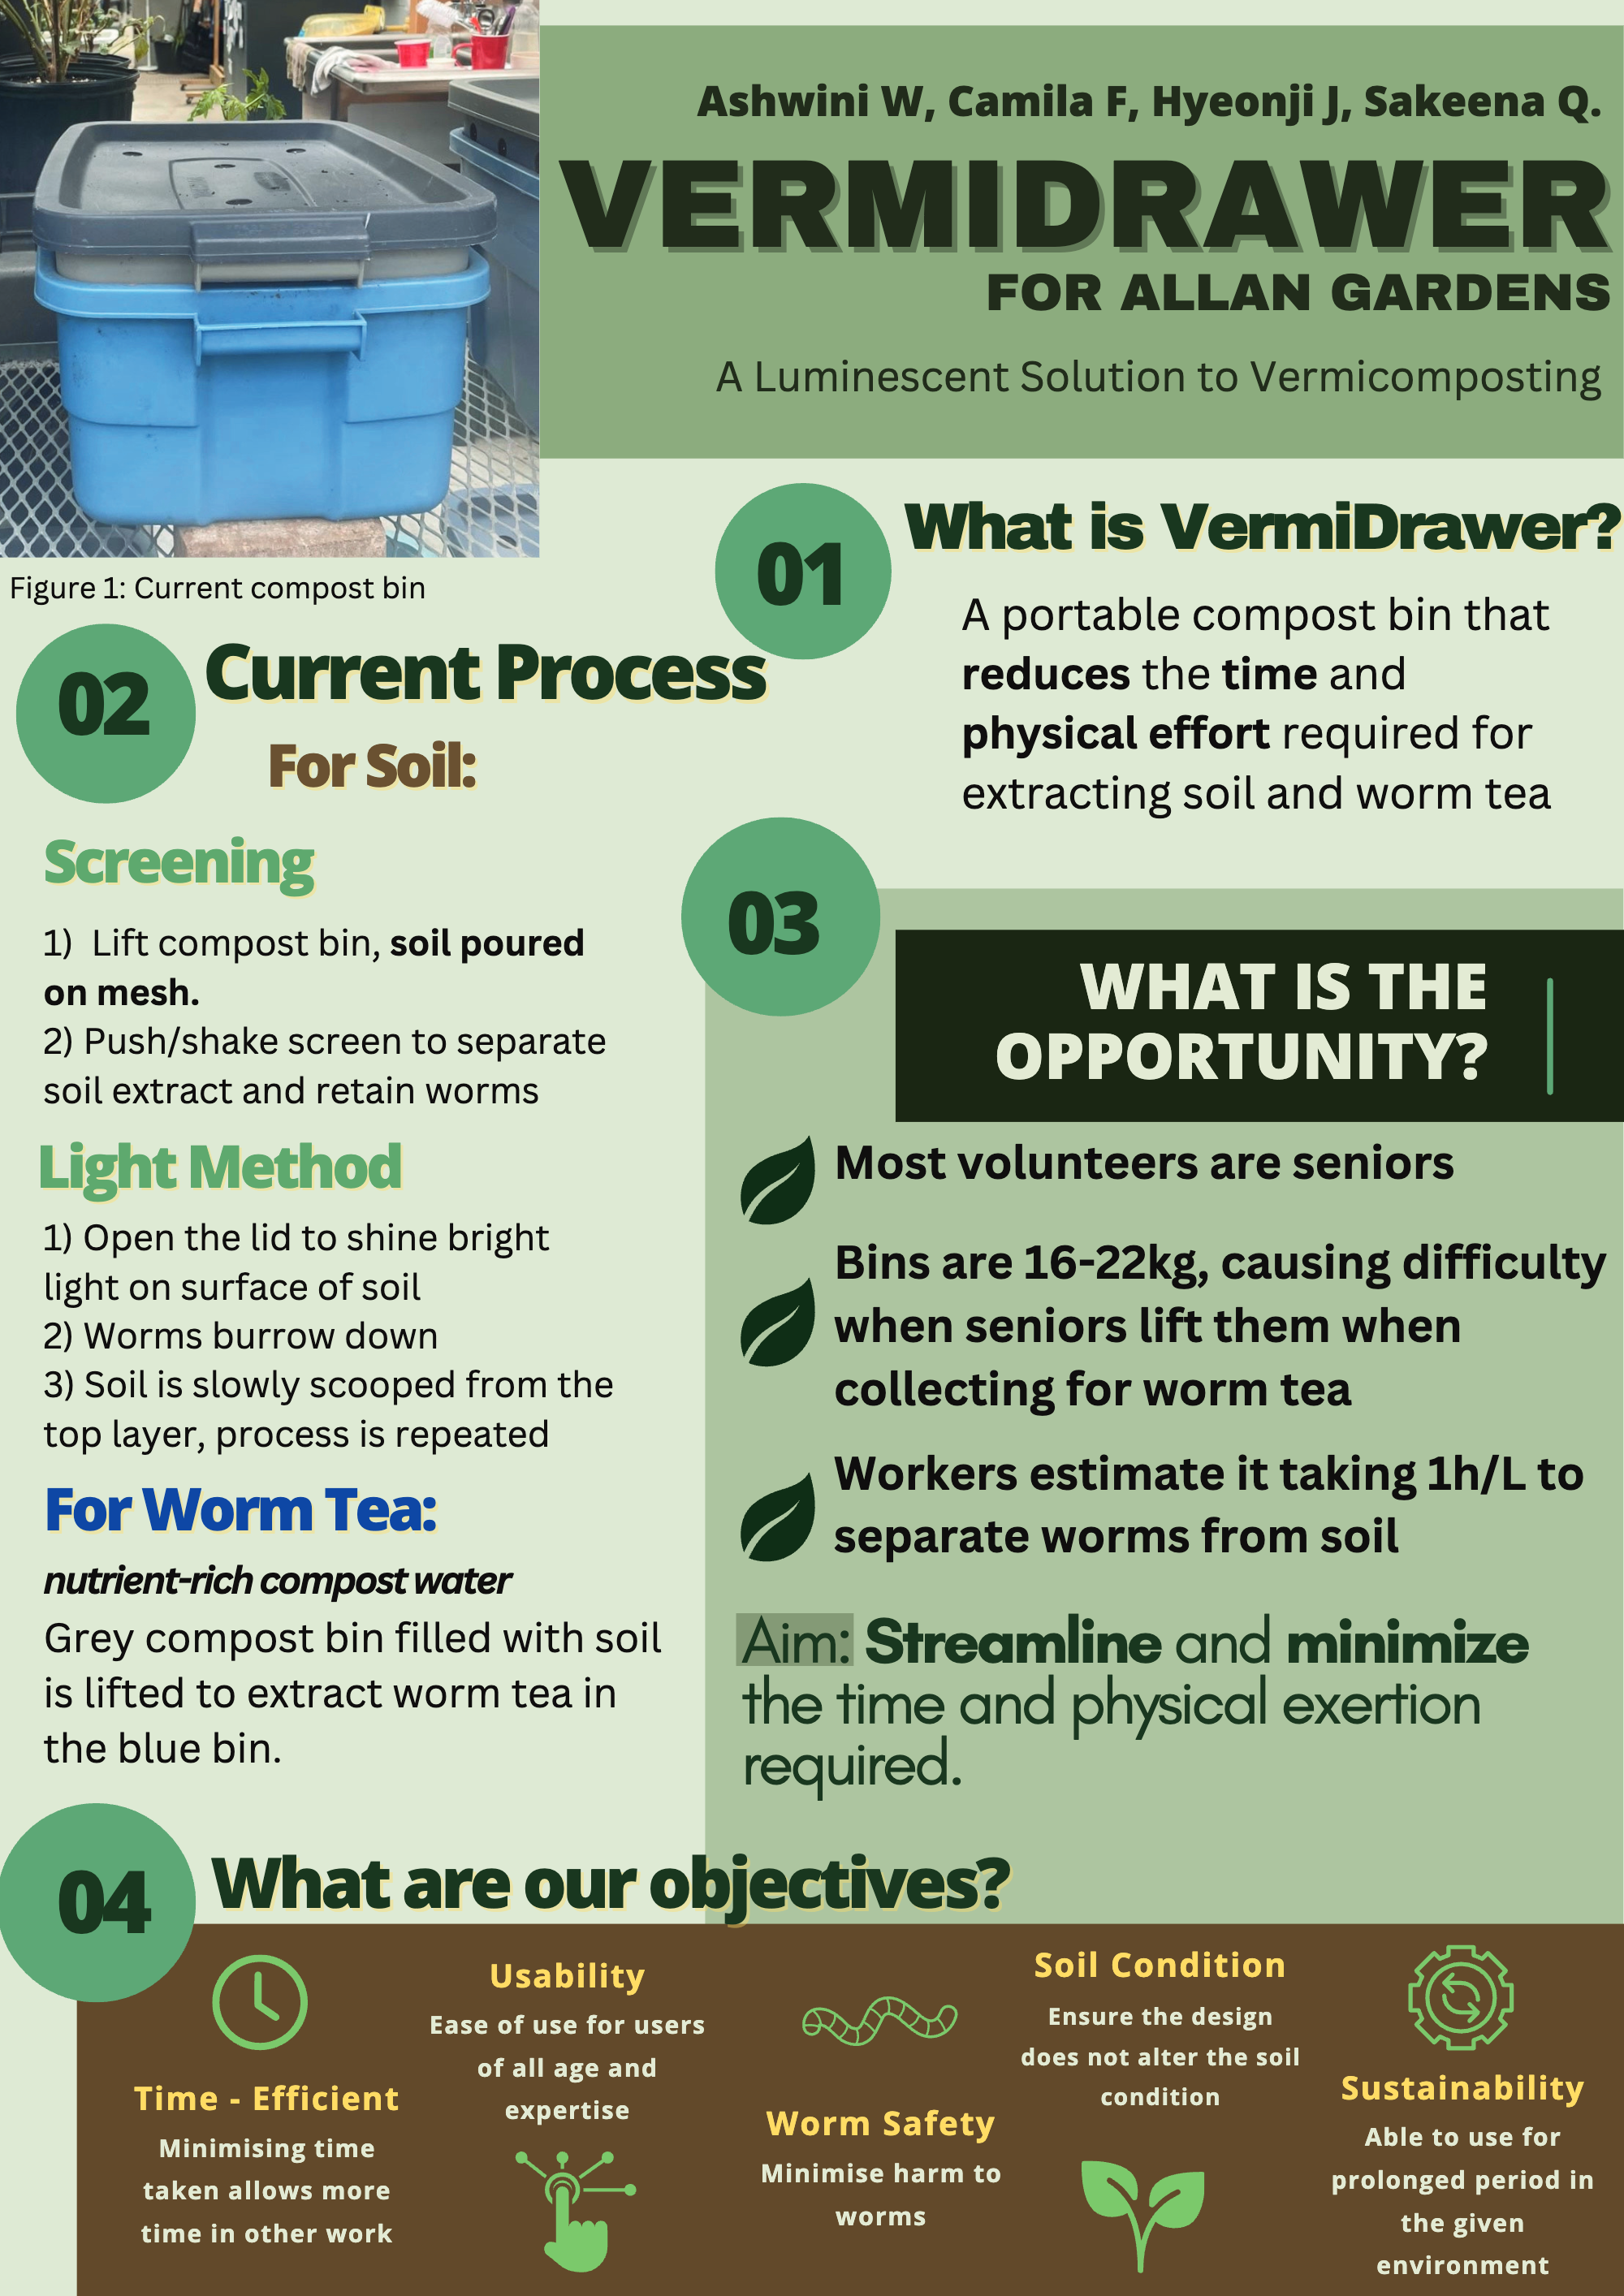 Ashwini W, Camila F, Hyeonji J, Sakeena Q.
VERMIDRAWER
FOR ALLAN GARDENS
A Luminescent Solution to Vermicomposting
Figure 1: Current compost bin
01
What is VermiDrawer?
A portable compost bin that
reduces the time and
physical effort required for
extracting soil and worm tea
02
Current Process
For Soil:
Screening
1) Lift compost bin, soil poured
on mesh.
2) Push/shake screen to separate
soil extract and retain worms
Light Method
1) Open the lid to shine bright
light on surface of soil
2) Worms burrow down
3) Soil is slowly scooped from the
top layer, process is repeated
For Worm Tea:
nutrient-rich compost water
Grey compost bin filled with soil
is lifted to extract worm tea in
the blue bin.
03
WHAT IS THE
OPPORTUNITY?
Most volunteers are seniors
Bins are 16-22kg, causing difficulty
when seniors lift them when
collecting for worm tea
Workers estimate it taking 1h/L to
separate worms from soil
Aim: Streamline and minimize
the time and physical exertion
required.
04
What are our objectives?
Time - Efficient
Minimising time
taken allows more
time in other work
Usability
Ease of use for users
of all age and
expertise
Worm Safety
Minimise harm to
worms
Soil Condition
Ensure the design
does not alter the soil
condition
Sustainability
Able to use for
prolonged period in
the given
environment